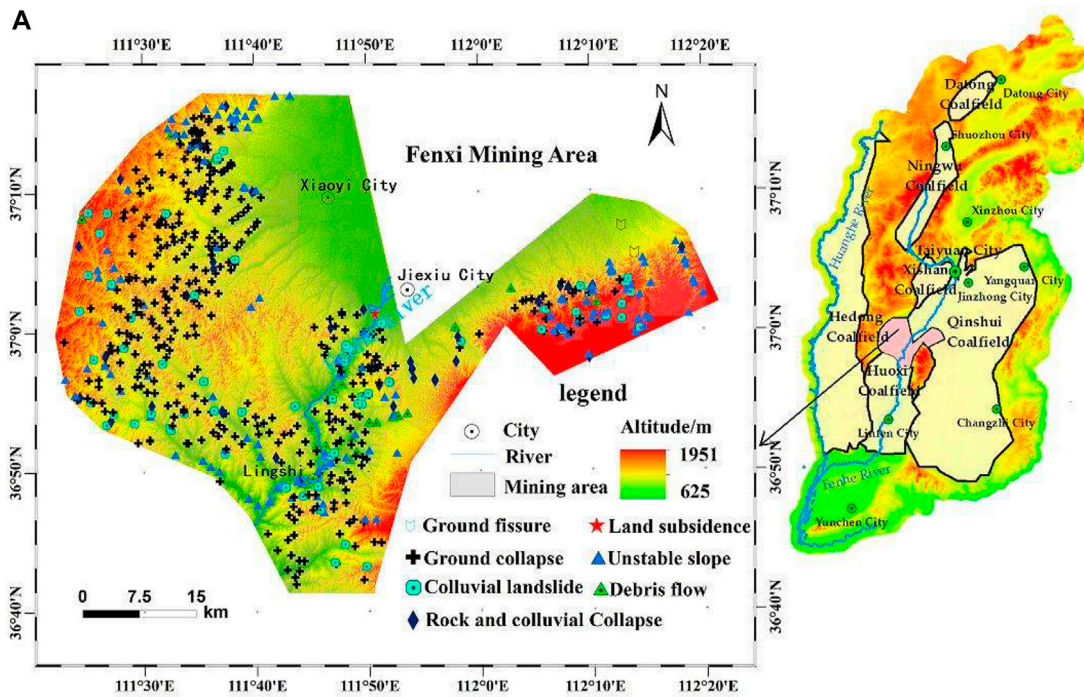 A
111°30'E 111°40'E 111°50'E 112°0'E 112°10'E 112°20'E
N
Fenxi Mining Area
Xiaoyi City
Jiexiu City
River
Lingshi
37°10'N
37°0'N
36°50'N
36°40'N
37°10'N
37°0'N
36°50'N
36°40'N
legend
City
River
Mining area
Altitude/m
1951
625
Ground fissure
Land subsidence
Ground collapse
Unstable slope
Colluvial landslide
Debris flow
Rock and colluvial Collapse
0 7.5 15
km
111°30'E 111°40'E 111°50'E 112°0'E 112°10'E 112°20'E
Datong
Coalfield
Datong City
Shuozhou City
Ningwu
Coalfield
Huanghe River
Xinzhou City
Taiyuan City
Xishan
Coalfield
Yangquan City
Jinzhong City
Hedong
Coalfield
Qinshui
Coalfield
Huoxi
Coalfield
Changzhi City
Linfen City
Fenhe River
Yunchen City